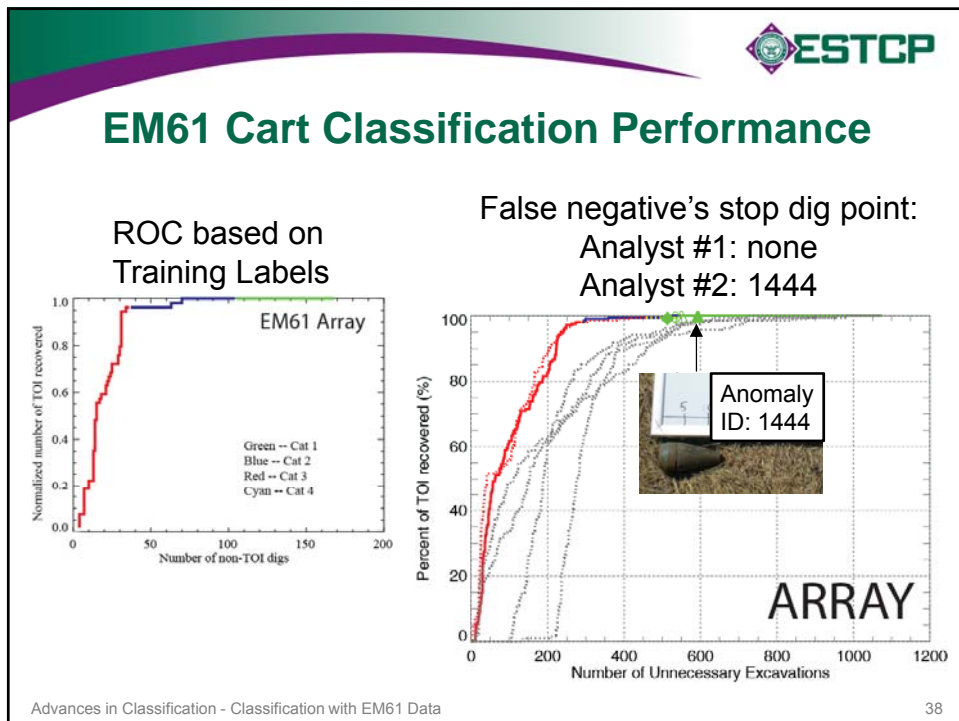 ESTCP
EM61 Cart Classification Performance
ROC based on
Training Labels
False negative's stop dig point:
Analyst #1: none
Analyst #2: 1444
Normalized number of TOI recovered
1.0
0.8
0.6
0.4
0.2
0.0
EM61 Array
Green -- Cat 1
Blue -- Cat 2
Red -- Cat 3
Cyan -- Cat 4
0 50 100 150 200
Number of non-TOI digs
Percent of TOI recovered (%)
100
80
60
40
20
0
Anomaly
ID: 1444
ARRAY
0 200 400 600 800 1000 1200
Number of Unnecessary Excavations
Advances in Classification - Classification with EM61 Data
38